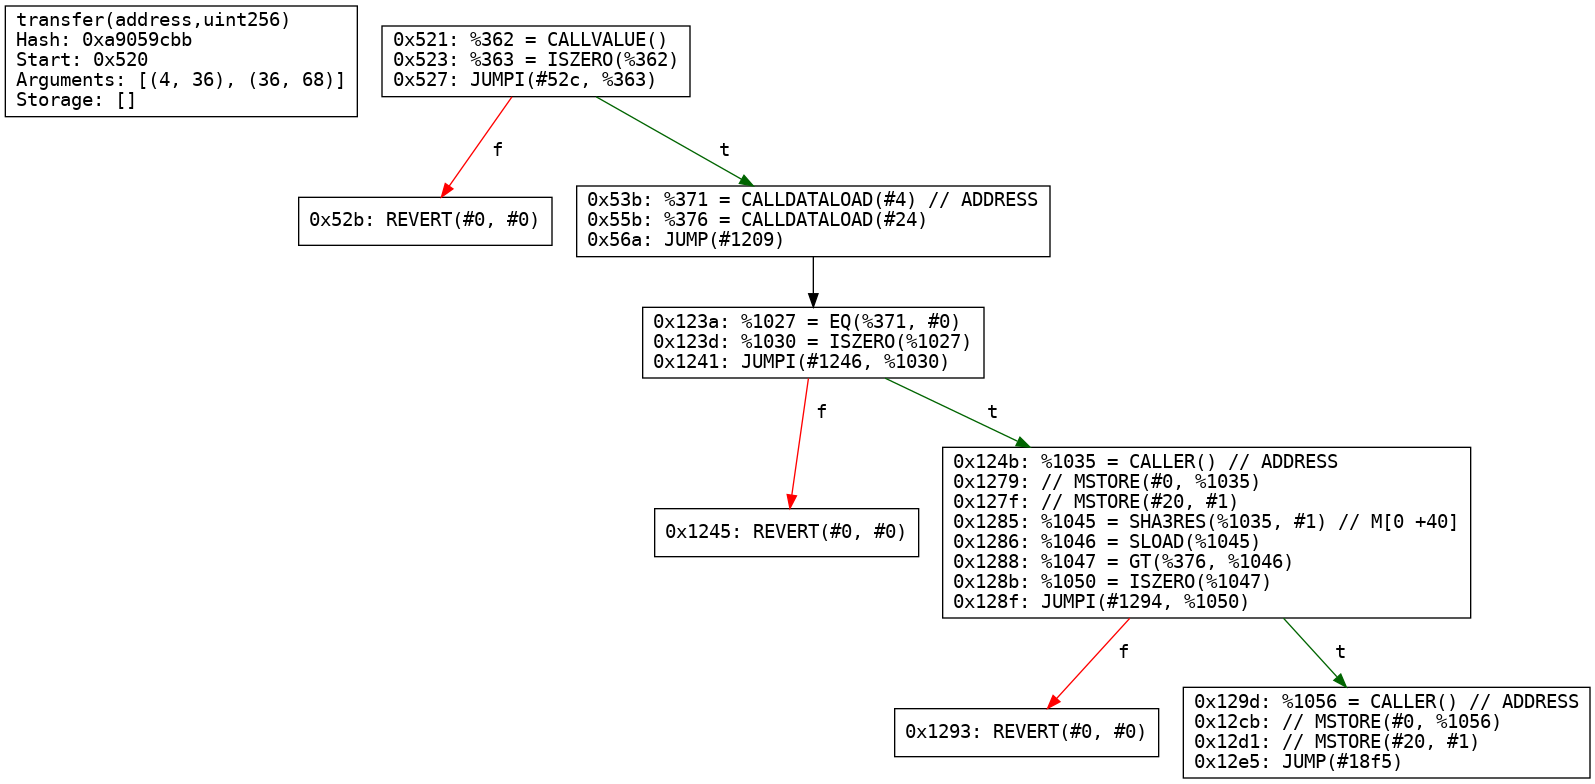 transfer(address,uint256)
Hash: 0xa9059cbb
Start: 0x520
Arguments: [(4, 36), (36, 68)]
Storage: []
0x521: %362 = CALLVALUE()
0x523: %363 = ISZERO(%362)
0x527: JUMPI(#52c, %363)
f
t
0x52b: REVERT(#0, #0)
0x53b: %371 = CALLDATALOAD(#4) // ADDRESS
0x55b: %376 = CALLDATALOAD(#24)
0x56a: JUMP(#1209)
0x123a: %1027 = EQ(%371, #0)
0x123d: %1030 = ISZERO(%1027)
0x1241: JUMPI(#1246, %1030)
f
t
0x1245: REVERT(#0, #0)
0x124b: %1035 = CALLER() // ADDRESS
0x1279: // MSTORE(#0, %1035)
0x127f: // MSTORE(#20, #1)
0x1285: %1045 = SHA3RES(%1035, #1) // M[0 +40]
0x1286: %1046 = SLOAD(%1045)
0x1288: %1047 = GT(%376, %1046)
0x128b: %1050 = ISZERO(%1047)
0x128f: JUMPI(#1294, %1050)
f
t
0x1293: REVERT(#0, #0)
0x129d: %1056 = CALLER() // ADDRESS
0x12cb: // MSTORE(#0, %1056)
0x12d1: // MSTORE(#20, #1)
0x12e5: JUMP(#18f5)